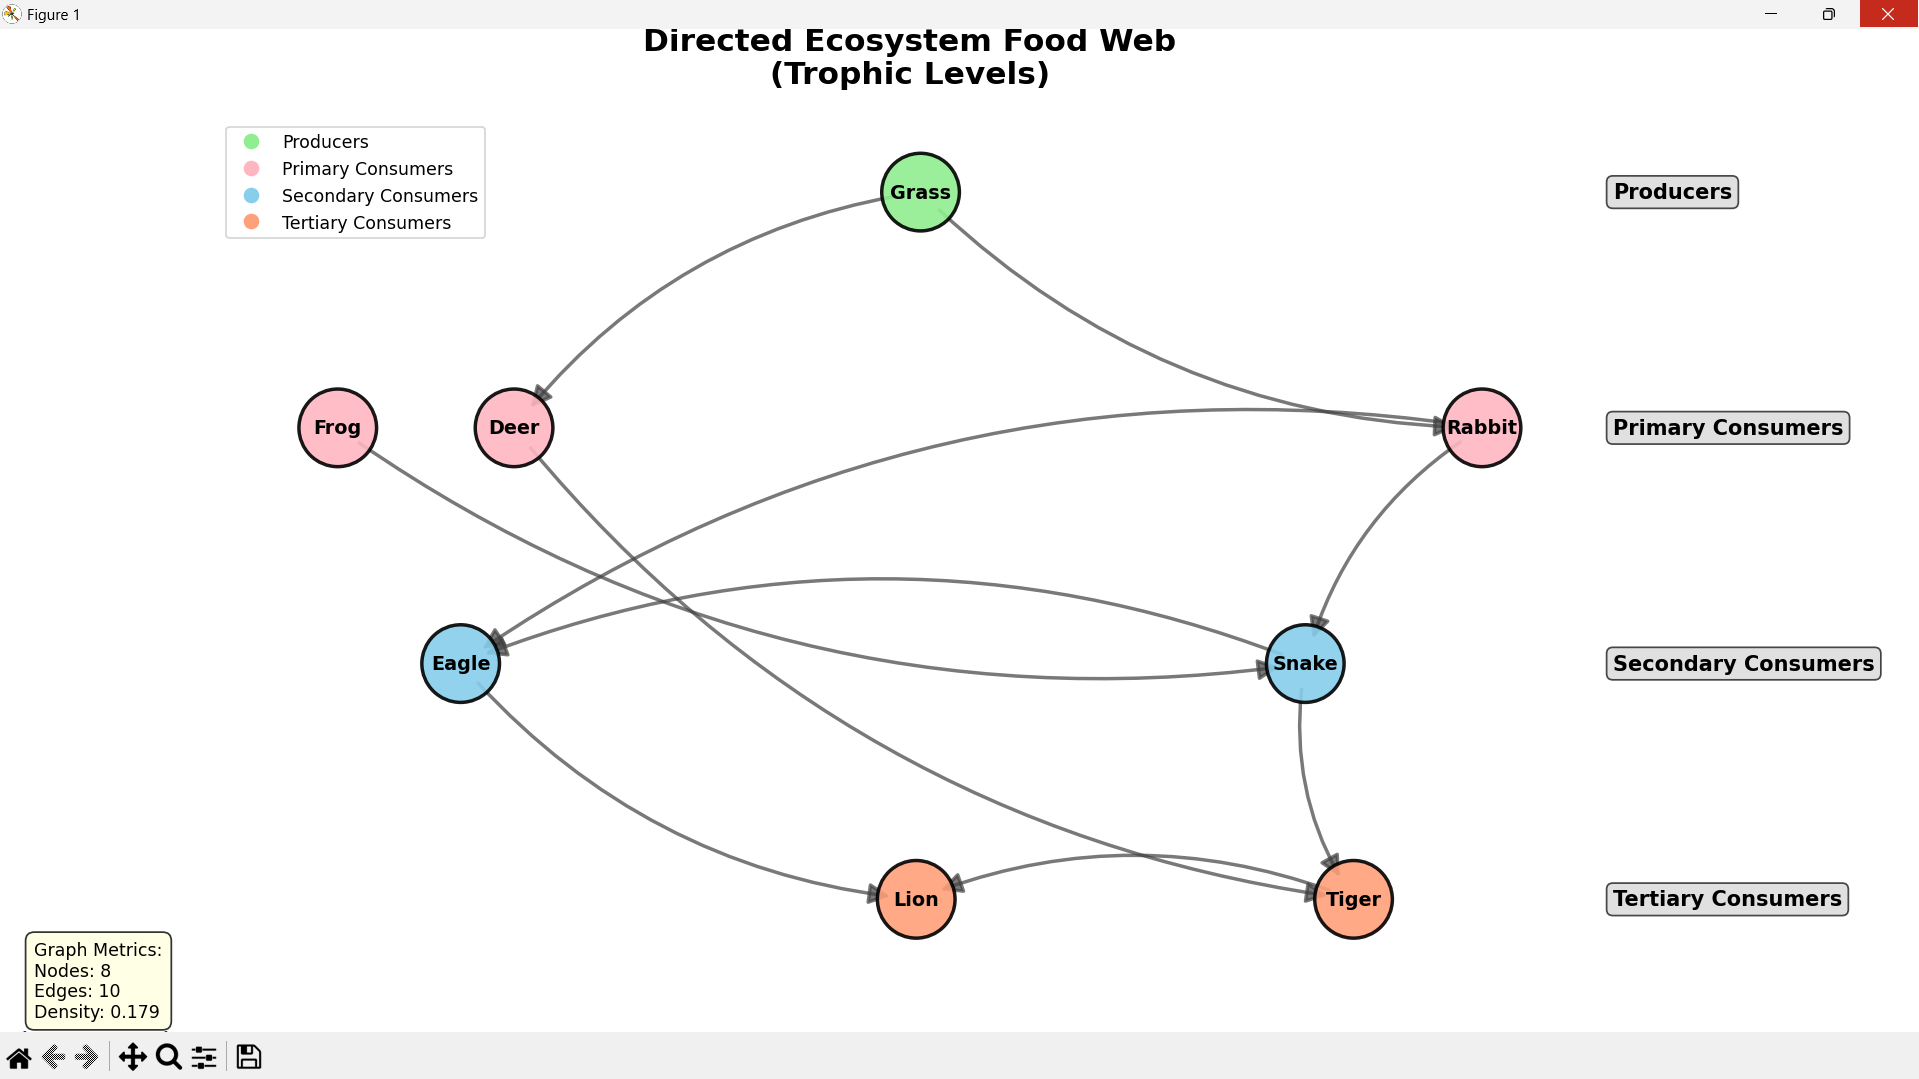 Figure 1
Directed Ecosystem Food Web
(Trophic Levels)
Producers
Primary Consumers
Secondary Consumers
Tertiary Consumers
Grass
Producers
Frog
Deer
Rabbit
Primary Consumers
Eagle
Snake
Secondary Consumers
Lion
Tiger
Tertiary Consumers
Graph Metrics:
Nodes: 8
Edges: 10
Density: 0.179